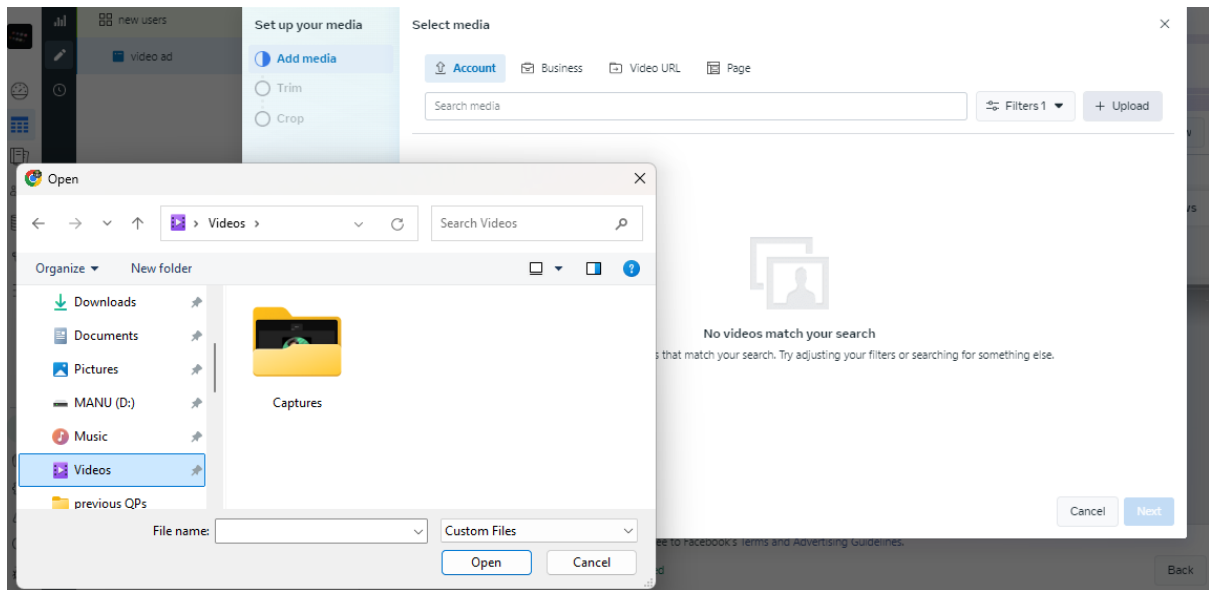 new users
video ad
Set up your media
Add media
Trim
Crop
Select media
Account
Business
Video URL
Page
Search media
Filters 1
+ Upload
Open
Videos
Search Videos
Organize
New folder
Downloads
Documents
Pictures
MANU (D:)
Music
Videos
previous QPs
Captures
No videos match your search
that match your search. Try adjusting your filters or searching for something else.
Cancel
Next
File name:
Custom Files
Open
Cancel
to Facebook's Terms and Advertising Guidelines.
Back